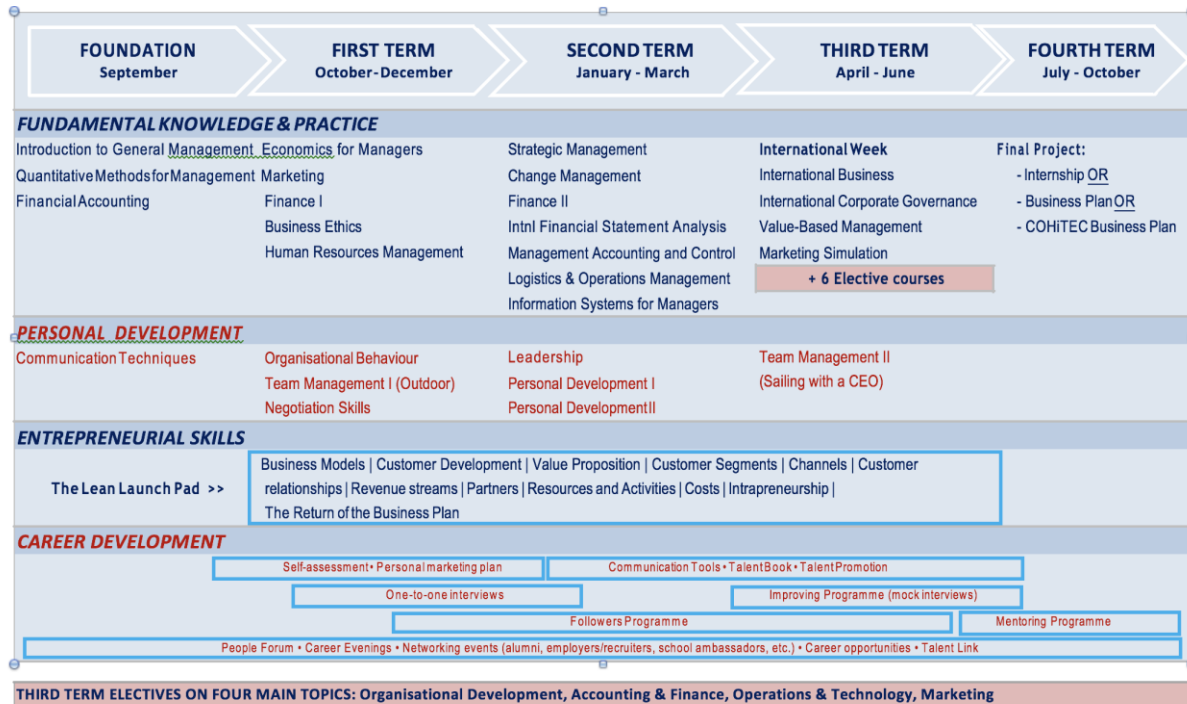 FOUNDATION
September
FIRST TERM
October-December
SECOND TERM
January - March
THIRD TERM
April - June
FOURTH TERM
July - October
FUNDAMENTAL KNOWLEDGE & PRACTICE
Introduction to General Management
Quantitative Methods for Management
Financial Accounting
Economics for Managers
Marketing
Finance I
Business Ethics
Human Resources Management
Strategic Management
Change Management
Finance II
Intnl Financial Statement Analysis
Management Accounting and Control
Logistics & Operations Management
Information Systems for Managers
International Week
International Business
International Corporate Governance
Value-Based Management
Marketing Simulation
+ 6 Elective courses
Final Project:
- Internship OR
- Business Plan OR
- COHiTEC Business Plan
PERSONAL DEVELOPMENT
Communication Techniques
Organisational Behaviour
Team Management I (Outdoor)
Negotiation Skills
Leadership
Personal Development I
Personal Development II
Team Management II
(Sailing with a CEO)
ENTREPRENEURIAL SKILLS
The Lean Launch Pad >>
Business Models | Customer Development | Value Proposition | Customer Segments | Channels | Customer
relationships | Revenue streams | Partners | Resources and Activities | Costs | Intrapreneurship |
The Return of the Business Plan
CAREER DEVELOPMENT
Self-assessment • Personal marketing plan
Communication Tools • TalentBook • Talent Promotion
One-to-one interviews
Improving Programme (mock interviews)
Followers Programme
Mentoring Programme
People Forum • Career Evenings • Networking events (alumni, employers/recruiters, school ambassadors, etc.) • Career opportunities • Talent Link
THIRD TERM ELECTIVES ON FOUR MAIN TOPICS: Organisational Development, Accounting & Finance, Operations & Technology, Marketing